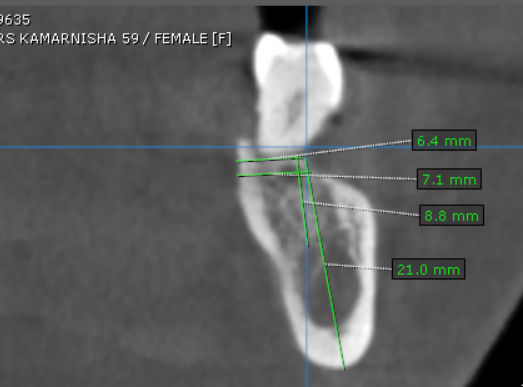 9635
RS KAMARNISHA 59 / FEMALE [F]
6.4 mm
7.1 mm
8.8 mm
21.0 mm